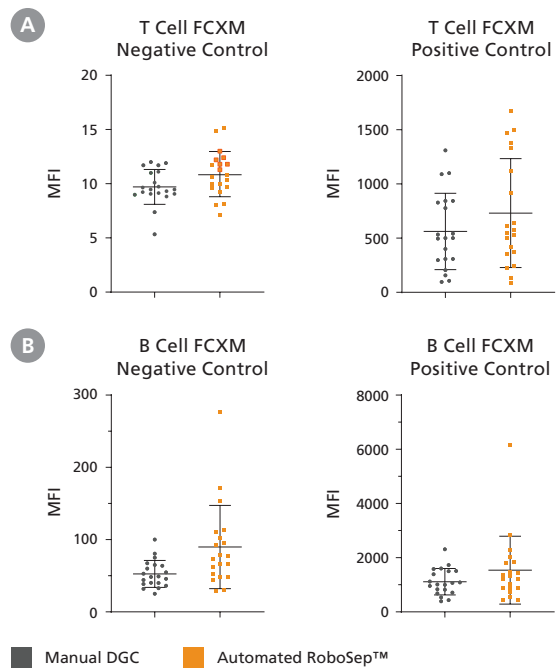 A
T Cell FCXM
Negative Control
MFI
20
15
10
5
0
T Cell FCXM
Positive Control
MFI
2000
1500
1000
500
0
B
B Cell FCXM
Negative Control
MFI
300
200
100
0
B Cell FCXM
Positive Control
MFI
8000
6000
4000
2000
0
Manual DGC
Automated RoboSep™